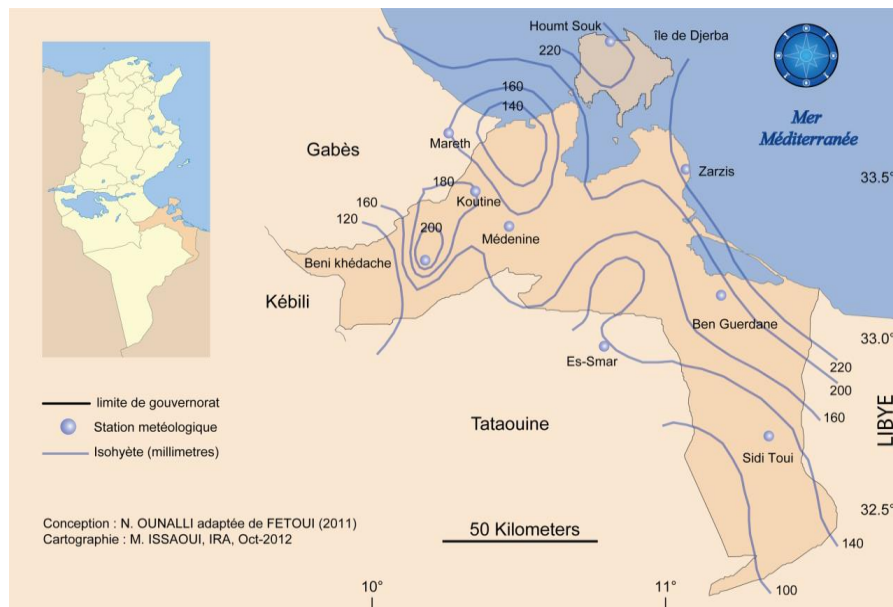 Houmt Souk
île de Djerba
220
Mer
Méditerranée
160
140
Mareth
Gabès
Zarzis
33.5°
180
160
Koutine
120
200
Médenine
Beni khédache
Kébili
Ben Guerdane
33.0°
Es-Smar
220
200
160
limite de gouvernorat
Station metéologique
Isohyète (millimetres)
Tataouine
LIBYE
Sidi Toui
32.5°
Conception : N. OUNALLI adaptée de FETOUI (2011)
Cartographie : M. ISSAOUI, IRA, Oct-2012
50 Kilometers
140
100
10°
11°